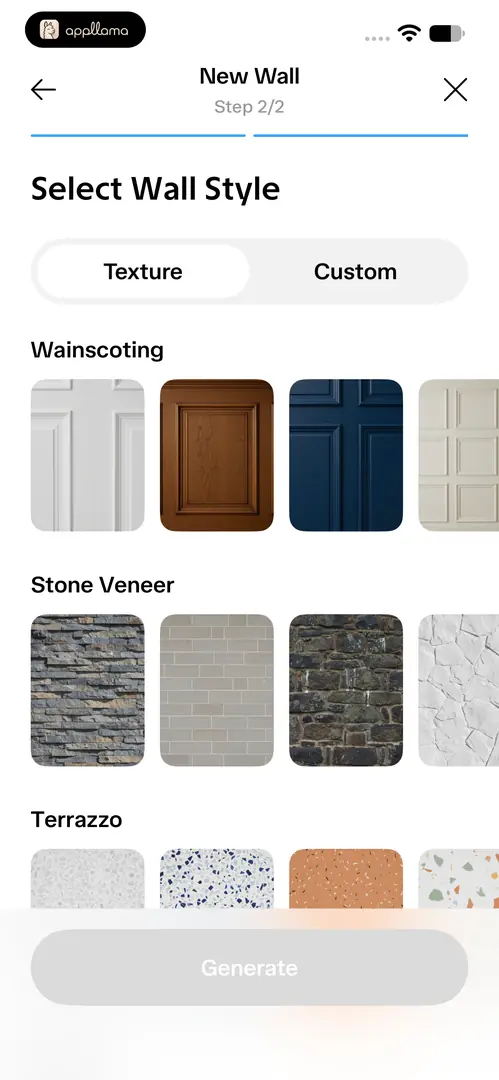 appllama
New Wall
Step 2/2
Select Wall Style
Texture
Custom
Wainscoting
Stone Veneer
Terrazzo
Generate